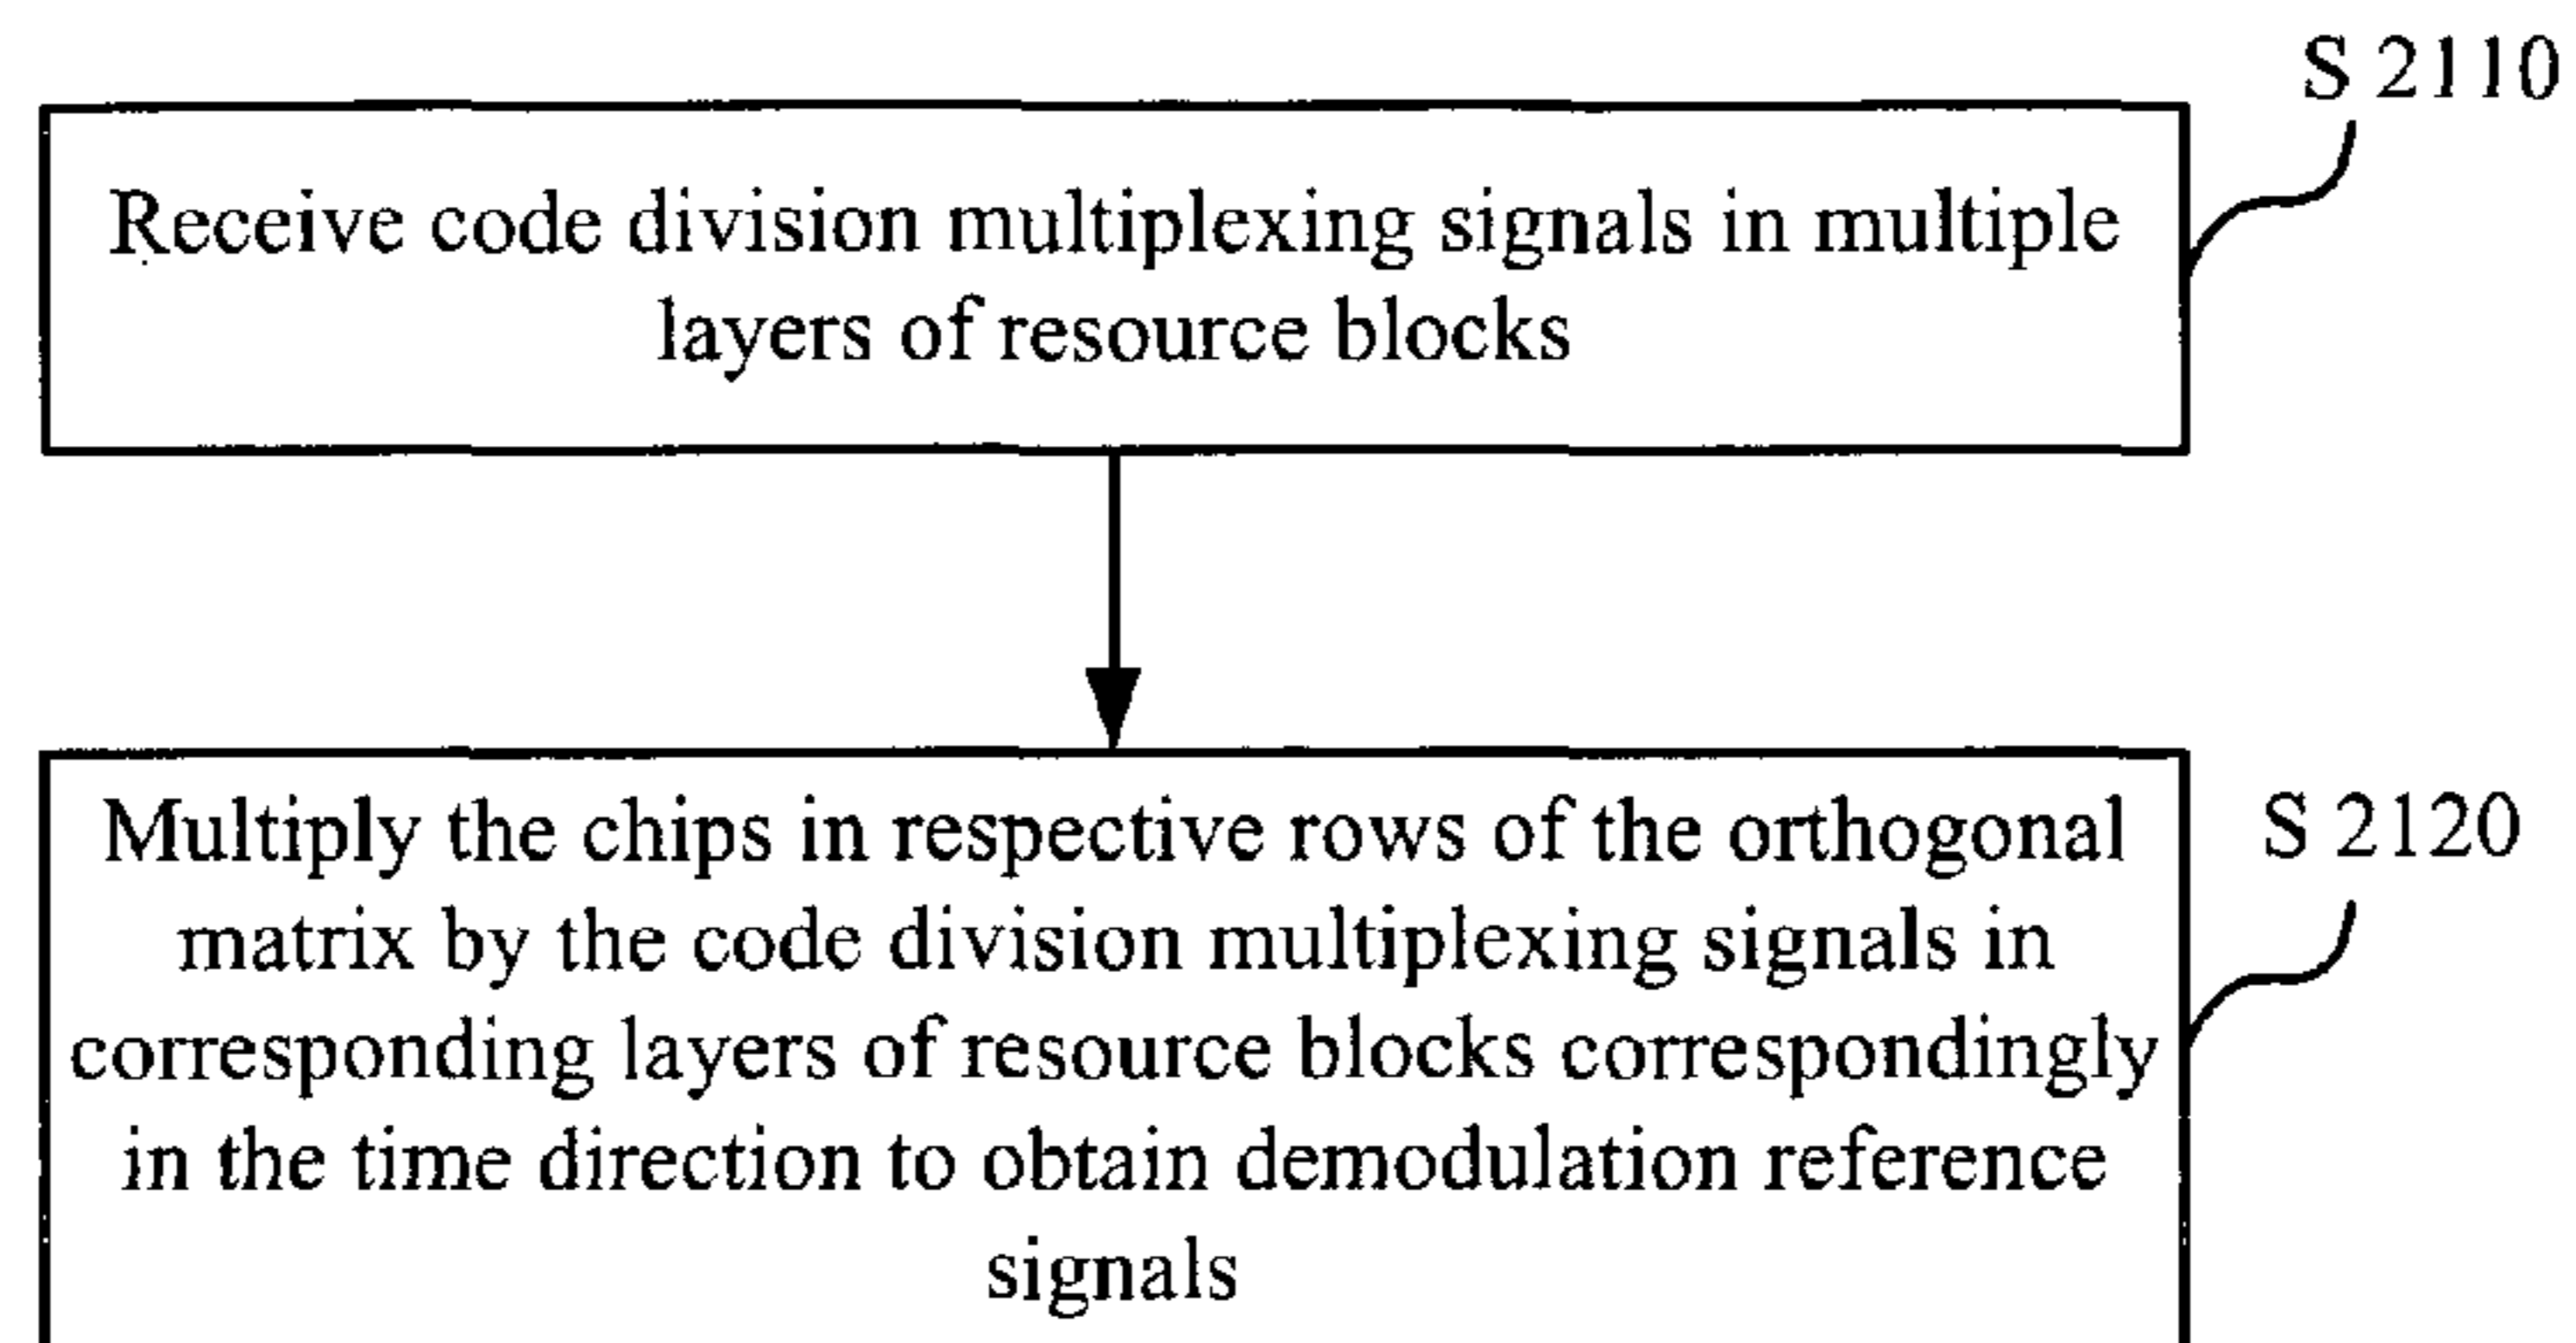 S 2110
Receive code division multiplexing signals in multiple
layers of resource blocks
Multiply the chips in respective rows of the orthogonal
matrix by the code division multiplexing signals in
corresponding layers of resource blocks correspondingly
in the time direction to obtain demodulation reference
signals
S 2120